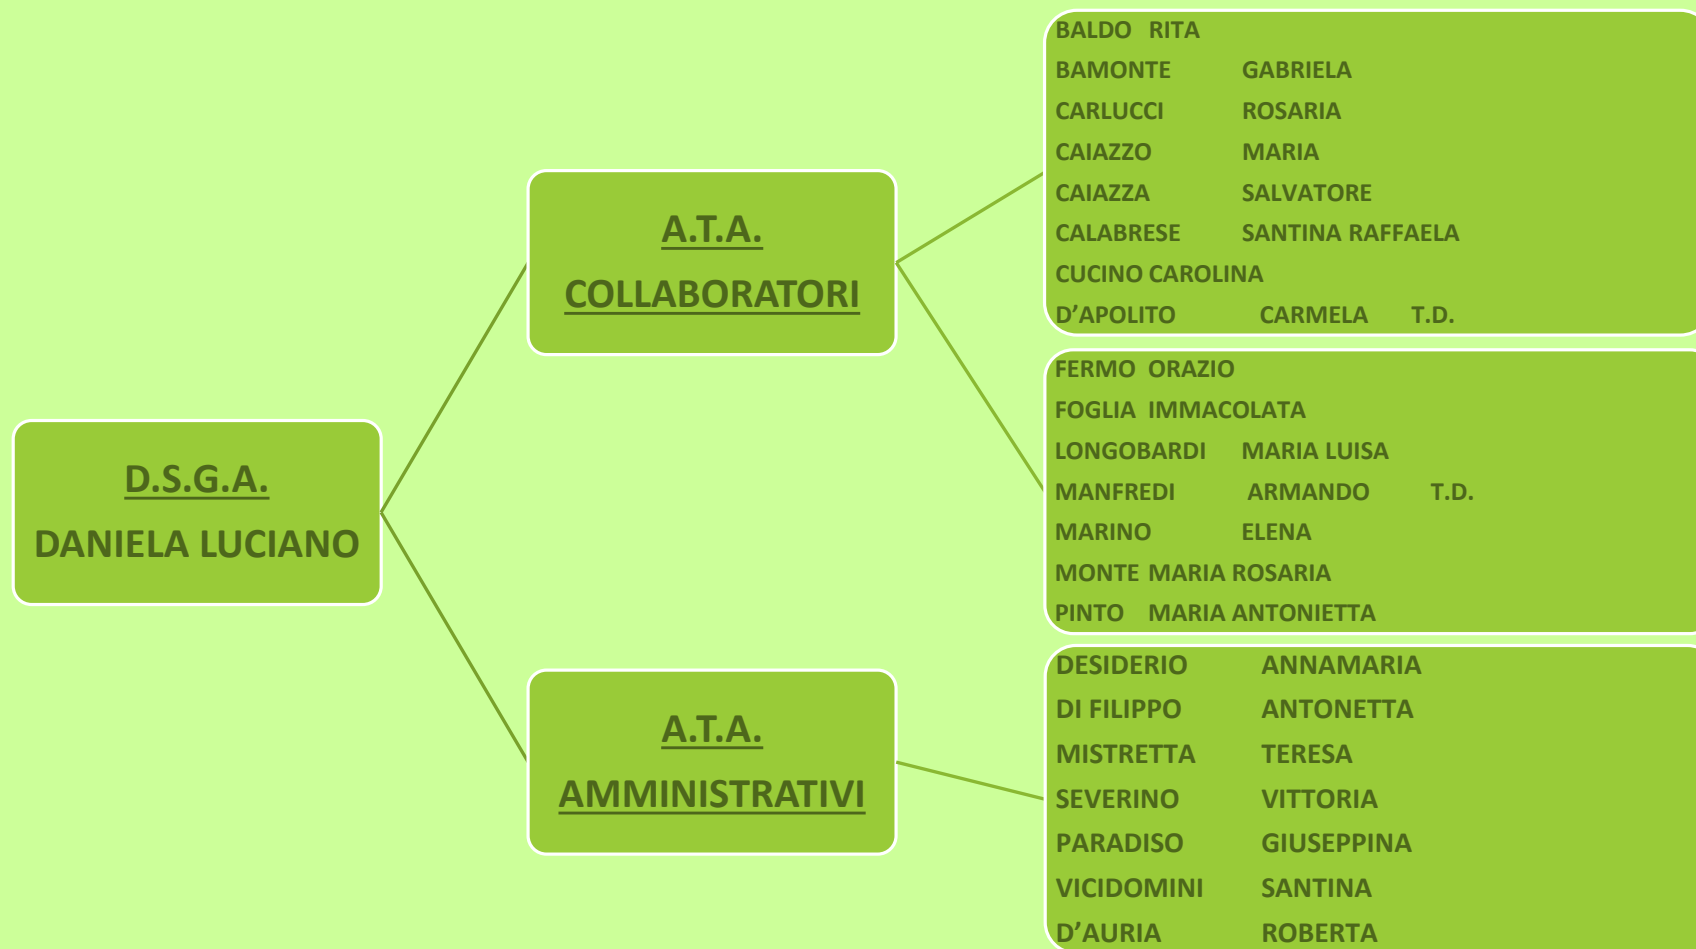 D.S.G.A.
DANIELA LUCIANO
A.T.A.
COLLABORATORI
A.T.A.
AMMINISTRATIVI
BALDO RITA
BAMONTE GABRIELA
CARLUCCI ROSARIA
CAIAZZO MARIA
CAIAZZA SALVATORE
CALABRESE SANTINA RAFFAELA
CUCINO CAROLINA
D’APOLITO CARMELA T.D.
FERMO ORAZIO
FOGLIA IMMACOLATA
LONGOBARDI MARIA LUISA
MANFREDI ARMANDO T.D.
MARINO ELENA
MONTE MARIA ROSARIA
PINTO MARIA ANTONIETTA
DESIDERIO ANNAMARIA
DI FILIPPO ANTONETTA
MISTRETTA TERESA
SEVERINO VITTORIA
PARADISO GIUSEPPINA
VICIDOMINI SANTINA
D’AURIA ROBERTA